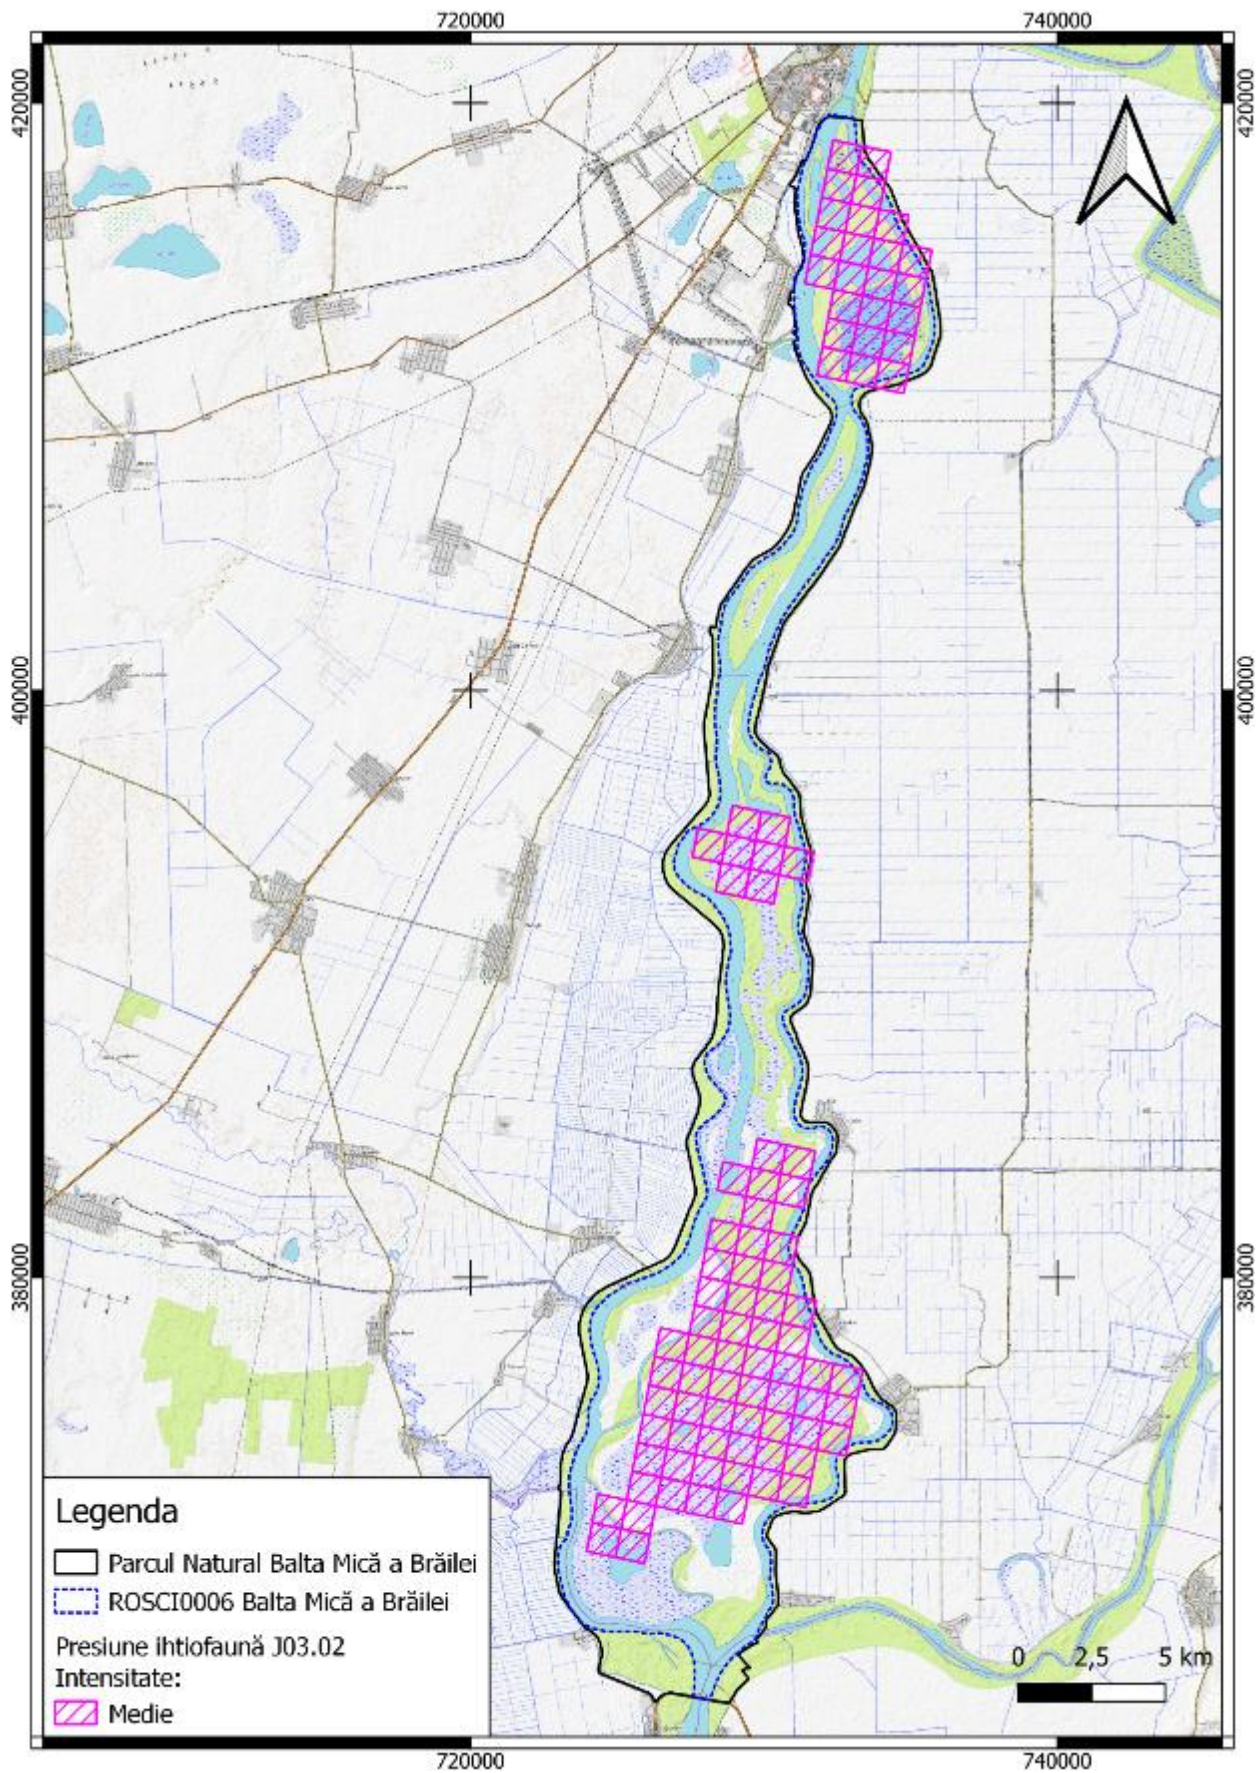 720000
740000
420000
420000
400000
400000
380000
380000
Legenda
Parcul Natural Balta Mică a Brăilei
ROSCI0006 Balta Mică a Brăilei
Presiune ihtiofaună J03.02
Intensitate:
Medie
0 2,5 5 km
720000
740000